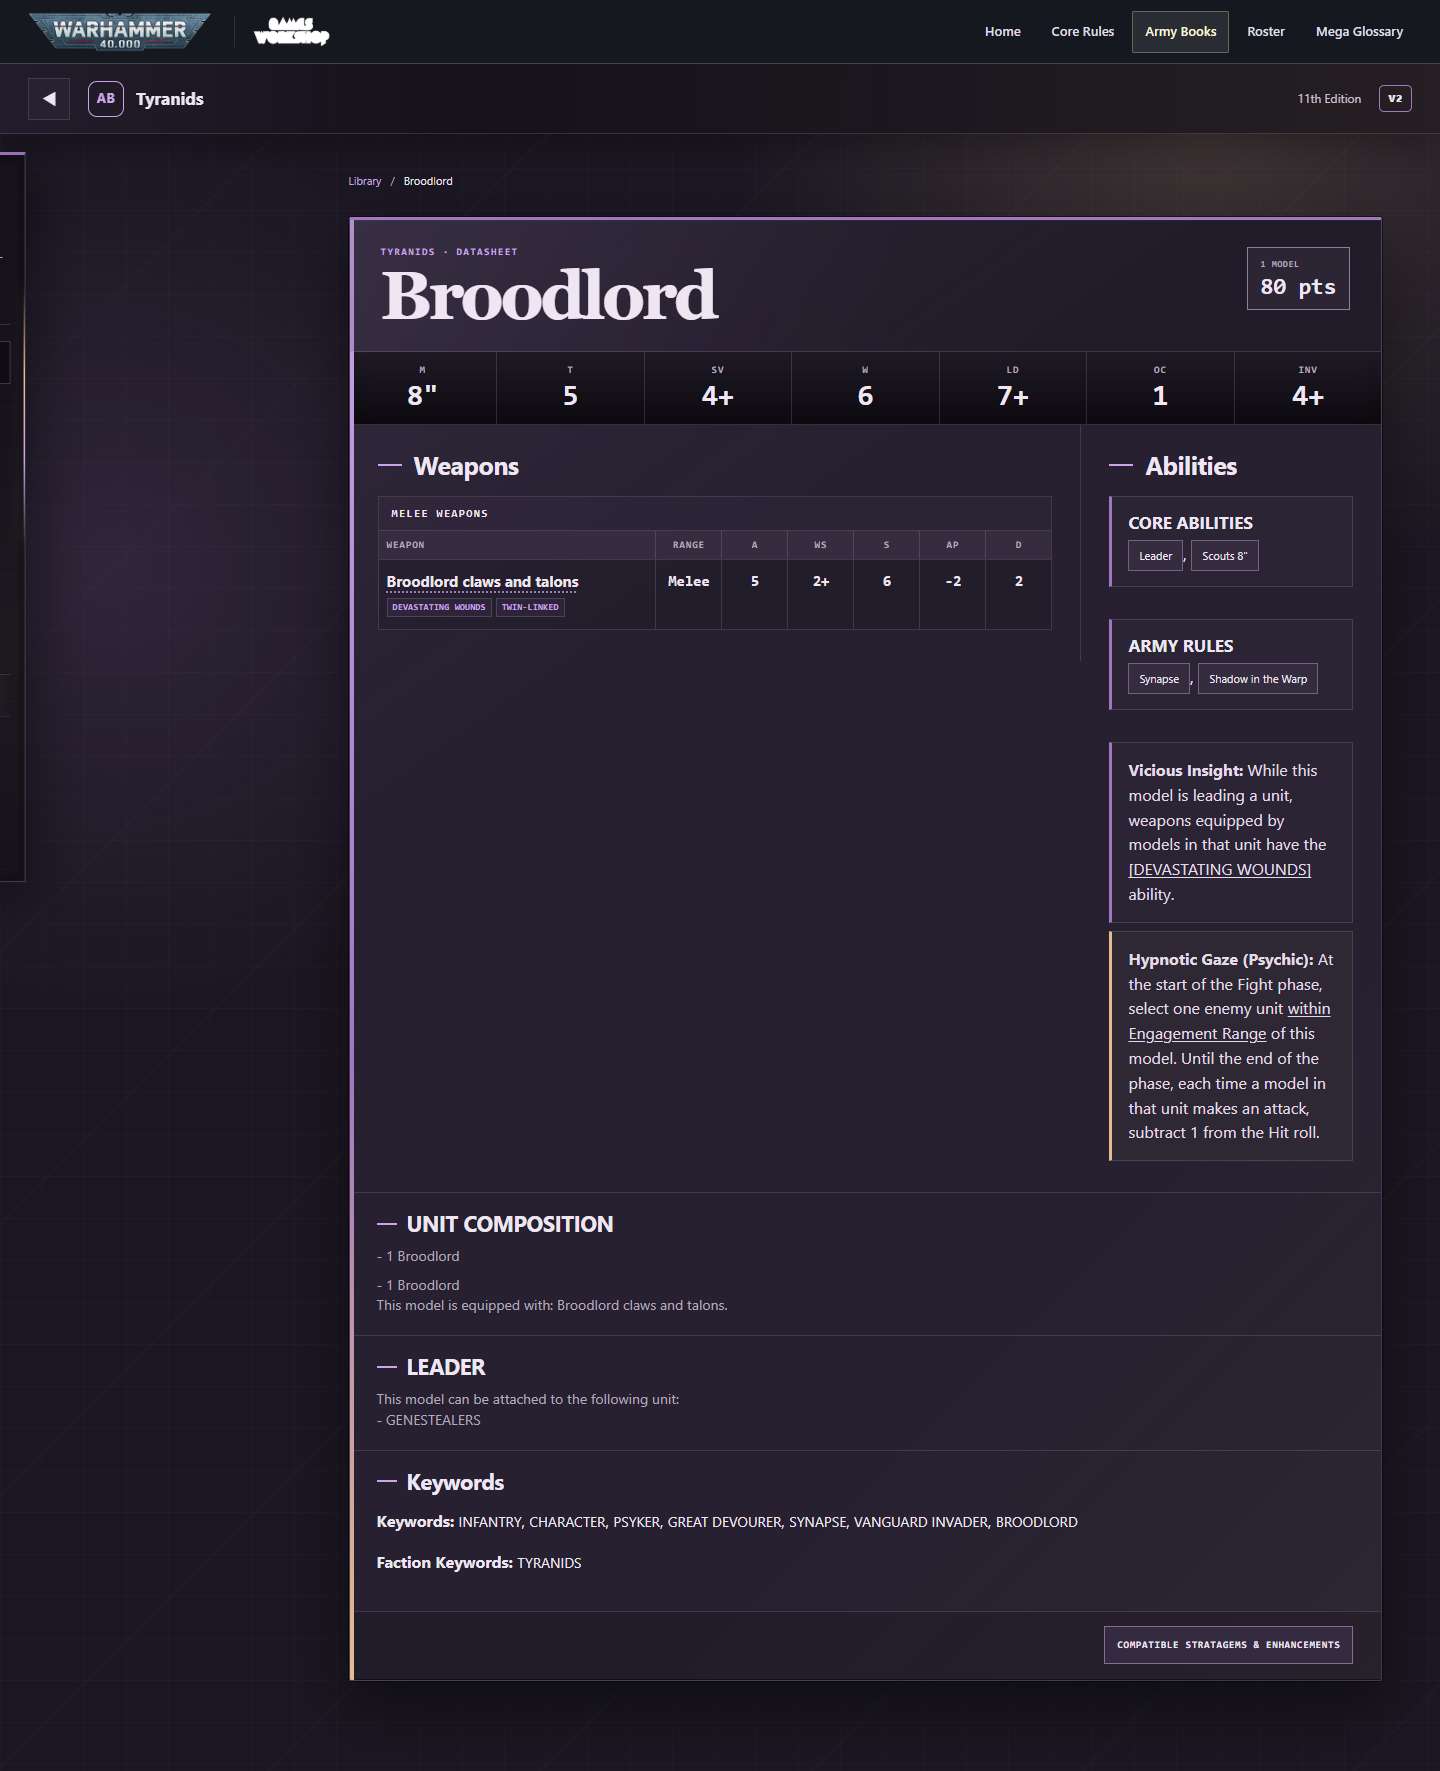 WARHAMMER
40,000
GAMES
WORKSHOP
Home
Core Rules
Army Books
Roster
Mega Glossary
◀
AB
Tyranids
11th Edition
V2
Library / Broodlord
TYRANIDS · DATASHEET
Broodlord
1 MODEL
80 pts
M
8"
T
5
SV
4+
W
6
LD
7+
OC
1
INV
4+
Weapons
MELEE WEAPONS
WEAPON RANGE A WS S AP D
Broodlord claws and talons Melee 5 2+ 6 -2 2
DEVASTATING WOUNDS TWIN-LINKED
Abilities
CORE ABILITIES
Leader, Scouts 8"
ARMY RULES
Synapse, Shadow in the Warp
Vicious Insight: While this
model is leading a unit,
weapons equipped by
models in that unit have the
[DEVASTATING WOUNDS]
ability.
Hypnotic Gaze (Psychic): At
the start of the Fight phase,
select one enemy unit within
Engagement Range of this
model. Until the end of the
phase, each time a model in
that unit makes an attack,
subtract 1 from the Hit roll.
UNIT COMPOSITION
- 1 Broodlord
- 1 Broodlord
This model is equipped with: Broodlord claws and talons.
LEADER
This model can be attached to the following unit:
- GENESTEALERS
Keywords
Keywords: INFANTRY, CHARACTER, PSYKER, GREAT DEVOURER, SYNAPSE, VANGUARD INVADER, BROODLORD
Faction Keywords: TYRANIDS
COMPATIBLE STRATAGEMS & ENHANCEMENTS